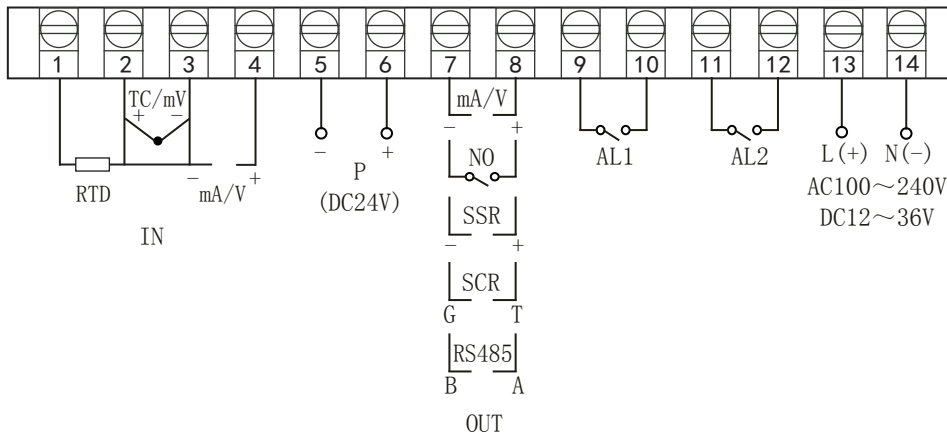 1 2 3 4 5 6 7 8 9 10 11 12 13 14
TC/mV
+ -
RTD
- mA/V +
IN
- +
P
(DC24V)
mA/V
- +
NO
SSR
- +
SCR
G T
RS485
B A
OUT
AL1
AL2
L(+) N(-)
AC100～240V
DC12～36V